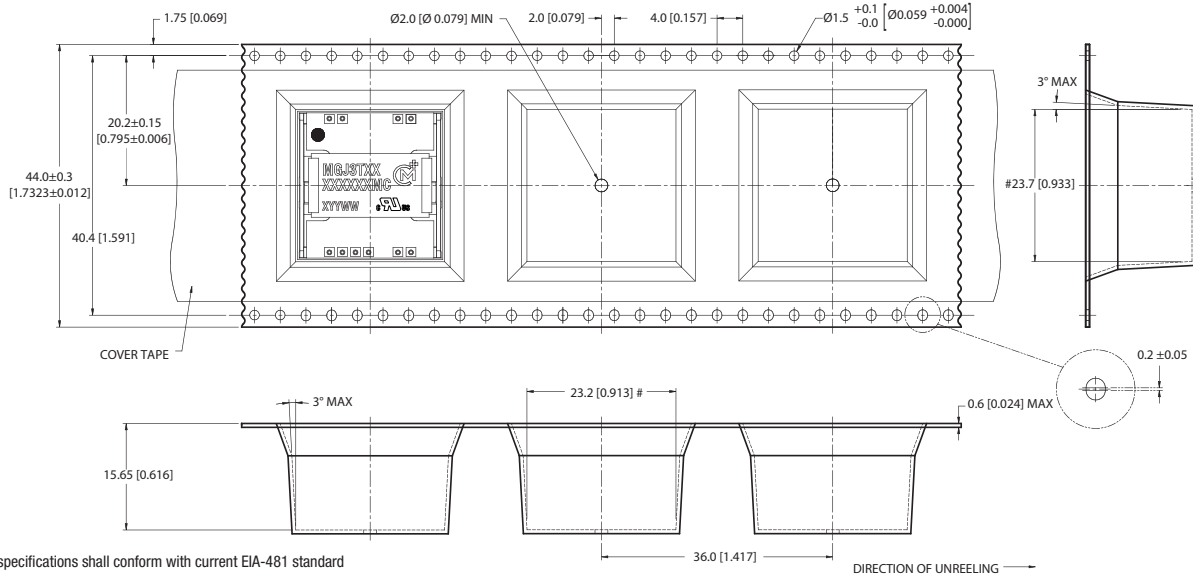 1.75 [0.069]
Ø2.0 [Ø 0.079] MIN
2.0 [0.079]
4.0 [0.157]
Ø1.5 +0.1 -0.0 [Ø0.059 +0.004 -0.000]
3° MAX
20.2±0.15
[0.795±0.006]
44.0±0.3
[1.7323±0.012]
40.4 [1.591]
#23.7 [0.933]
MGJ3TXX
XXXXXXMC
XYYWW
c RU US
CM
COVER TAPE
0.2 ±0.05
3° MAX
23.2 [0.913] #
0.6 [0.024] MAX
15.65 [0.616]
36.0 [1.417]
specifications shall conform with current EIA-481 standard
DIRECTION OF UNREELING